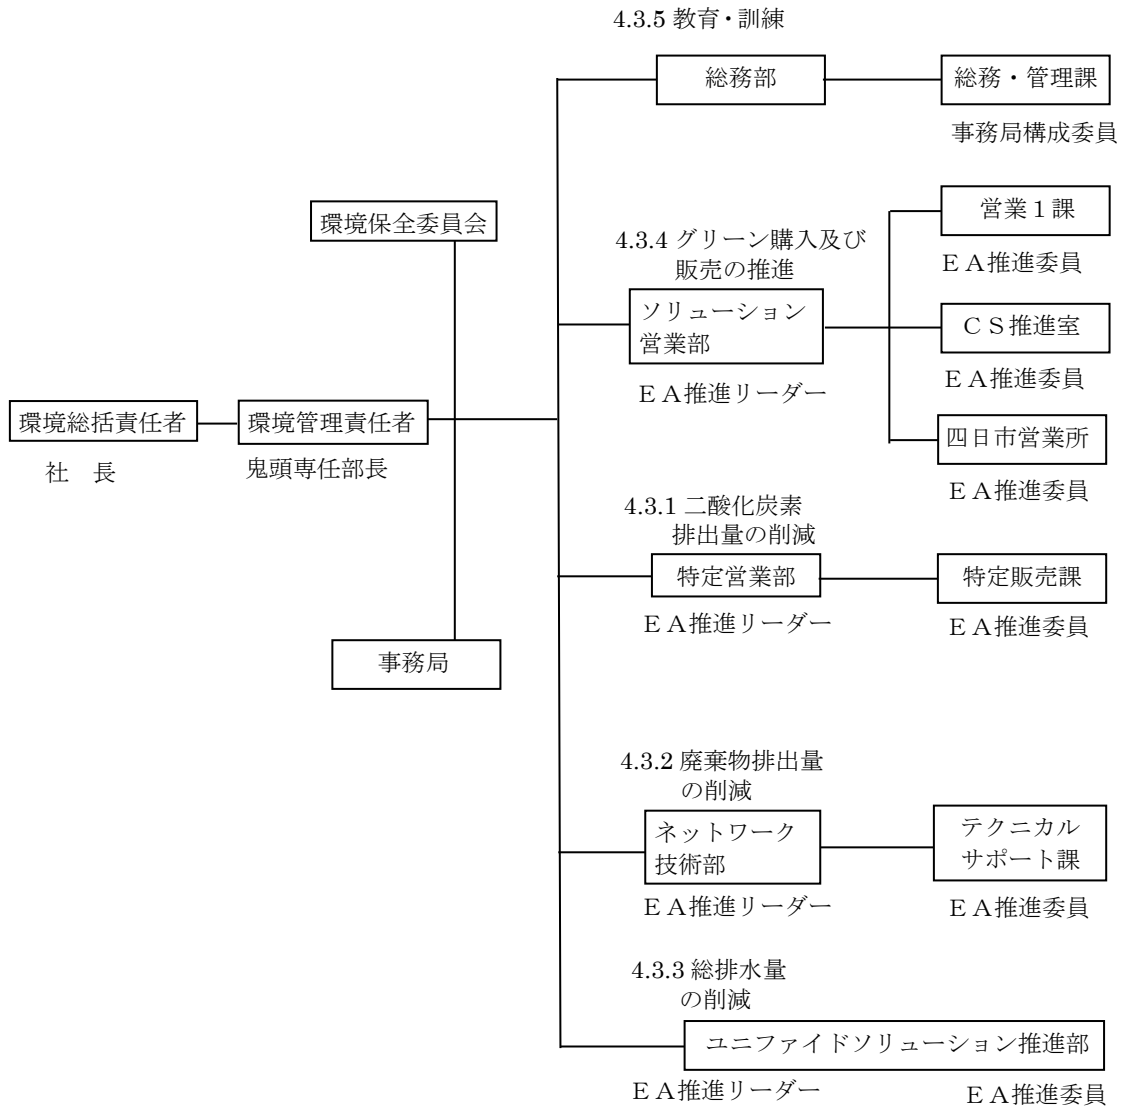 4.3.5 教育・訓練
総務部
総務・管理課
事務局構成委員
環境保全委員会
4.3.4 グリーン購入及び
販売の推進
ソリューション
営業部
ＥＡ推進リーダー
営業１課
ＥＡ推進委員
ＣＳ推進室
ＥＡ推進委員
四日市営業所
ＥＡ推進委員
環境総括責任者
社　長
環境管理責任者
鬼頭専任部長
4.3.1 二酸化炭素
排出量の削減
特定営業部
ＥＡ推進リーダー
特定販売課
ＥＡ推進委員
事務局
4.3.2 廃棄物排出量
の削減
ネットワーク
技術部
ＥＡ推進リーダー
テクニカル
サポート課
ＥＡ推進委員
4.3.3 総排水量
の削減
ユニファイドソリューション推進部
ＥＡ推進リーダー
ＥＡ推進委員